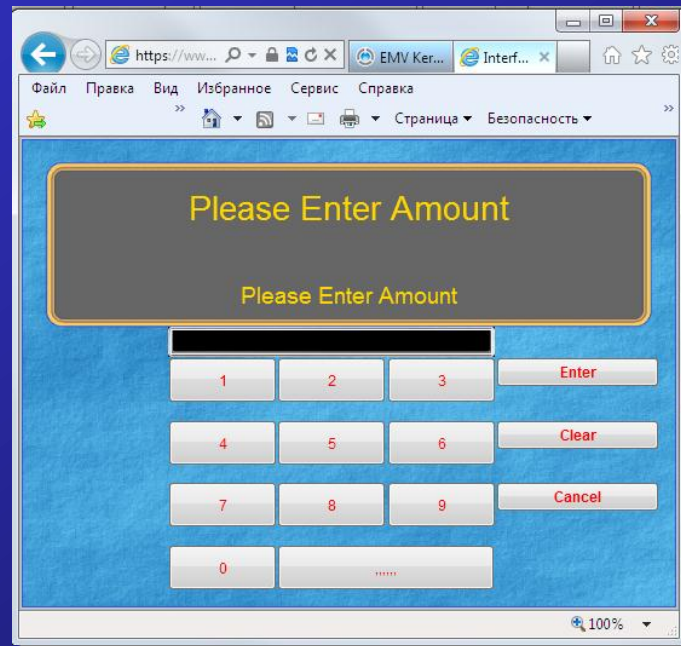 https://ww... EMV Ker... Interf...
Файл Правка Вид Избранное Сервис Справка
» Страница Безопасность »
Please Enter Amount
Please Enter Amount
1 2 3 Enter
4 5 6 Clear
7 8 9 Cancel
0 ,,,,,,
100%